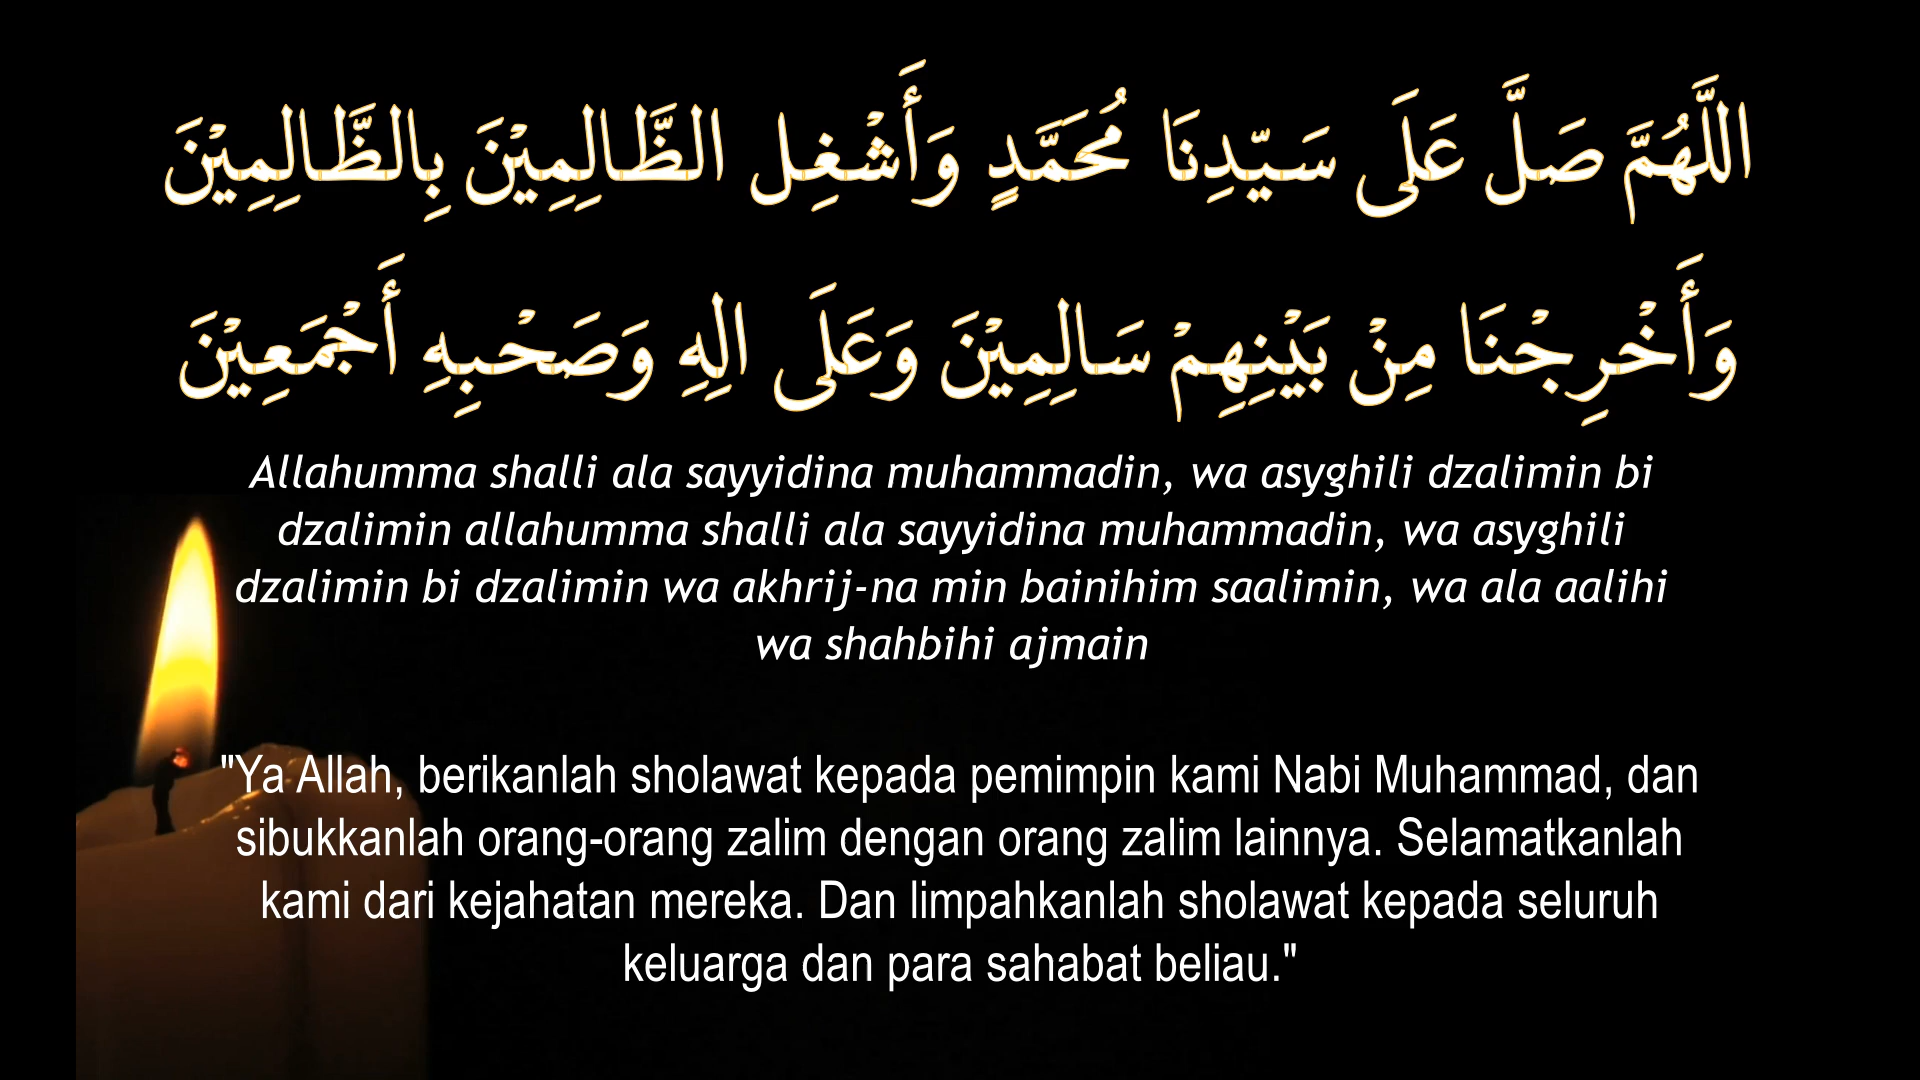 اللَّهُمَّ صَلَّ عَلَى سَيّدِنَا مُحَمَّدٍ وَأَشْغِل الظَّالِمِيْنَ بِالظَّالِمِيْنَ
وَأَخْرِجْنَا مِنْ بَيْنِهِمْ سَالِمِيْنَ وَعَلَى الِهِ وَصَحْبِهِ أَجْمَعِيْنَ
Allahumma shalli ala sayyidina muhammadin, wa asyghili dzalimin bi
dzalimin allahumma shalli ala sayyidina muhammadin, wa asyghili
dzalimin bi dzalimin wa akhrij-na min bainihim saalimin, wa ala aalihi
wa shahbihi ajmain
"Ya Allah, berikanlah sholawat kepada pemimpin kami Nabi Muhammad, dan
sibukkanlah orang-orang zalim dengan orang zalim lainnya. Selamatkanlah
kami dari kejahatan mereka. Dan limpahkanlah sholawat kepada seluruh
keluarga dan para sahabat beliau."